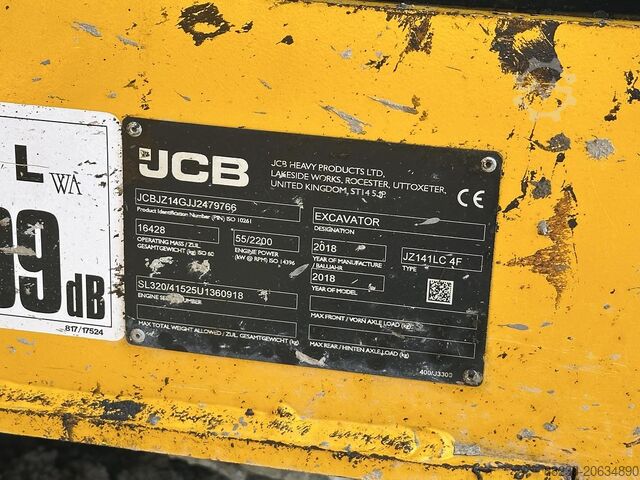 L WA
99 dB
817/17524
JCB
JCB HEAVY PRODUCTS LTD,
LAKESIDE WORKS, ROCESTER, UTTOXETER,
UNITED KINGDOM, ST14 5JP
CE
JCBJZ14GJJ2479766
Product Identification Number (PIN) ISO 10261
EXCAVATOR
DESIGNATION
16428
OPERATING MASS / ZUL.
GESAMTGEWICHT (kg) ISO 60
55/2200
ENGINE POWER
(kW @ RPM) ISO 14396
2018
YEAR OF MANUFACTURE
/ BAUJAHR
JZ141LC 4F
TYPE
SL320/41525U1360918
ENGINE SERIAL NUMBER
2018
YEAR OF MODEL
MAX TOTAL WEIGHT ALLOWED / ZUL. GESAMTGEWICHT (kg)
MAX FRONT / VORN AXLE LOAD (kg)
MAX REAR / HINTEN AXLE LOAD (kg)
400/J3300
20634890